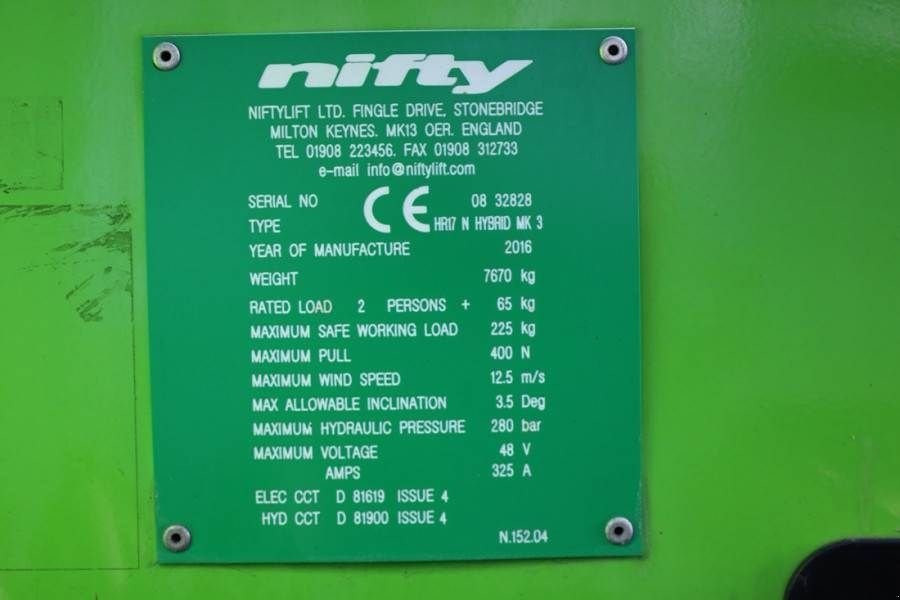 nifty
NIFTYLIFT LTD. FINGLE DRIVE, STONEBRIDGE
MILTON KEYNES. MK13 OER. ENGLAND
TEL 01908 223456. FAX 01908 312733
e-mail info@niftylift.com
SERIAL NO CE 08 32828
TYPE HR17 N HYBRID MK 3
YEAR OF MANUFACTURE 2016
WEIGHT 7670 kg
RATED LOAD 2 PERSONS + 65 kg
MAXIMUM SAFE WORKING LOAD 225 kg
MAXIMUM PULL 400 N
MAXIMUM WIND SPEED 12.5 m/s
MAX ALLOWABLE INCLINATION 3.5 Deg
MAXIMUM HYDRAULIC PRESSURE 280 bar
MAXIMUM VOLTAGE 48 V
AMPS 325 A
ELEC CCT D 81619 ISSUE 4
HYD CCT D 81900 ISSUE 4
N.152.04